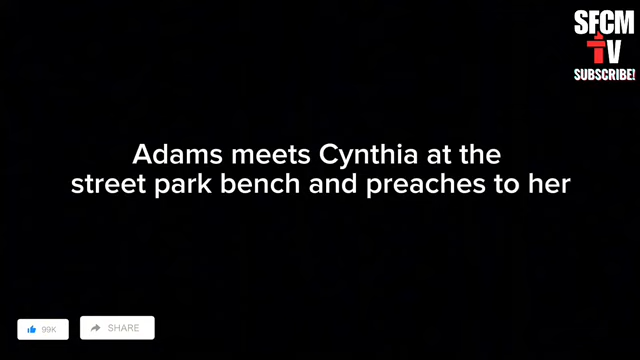 SFCM
TV
SUBSCRIBE!
Adams meets Cynthia at the
street park bench and preaches to her
99K
SHARE